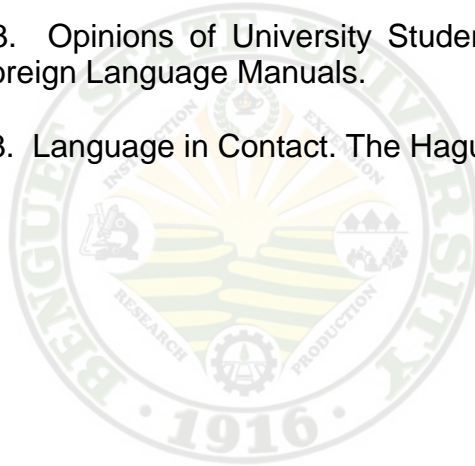 3. Opinions of University Studen
oreign Language Manuals.
3. Language in Contact. The Hagu
BENGUET STATE UNIVERSITY
INSTRUCTION
EXTENSION
RESEARCH
PRODUCTION
· 1916 ·